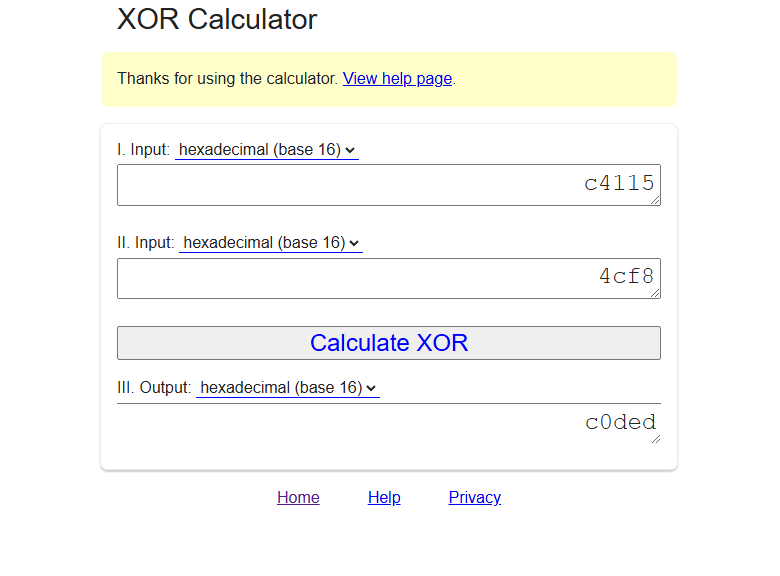 XOR Calculator
Thanks for using the calculator. View help page.
I. Input: hexadecimal (base 16)
c4115
II. Input: hexadecimal (base 16)
4cf8
Calculate XOR
III. Output: hexadecimal (base 16)
c0ded
Home Help Privacy